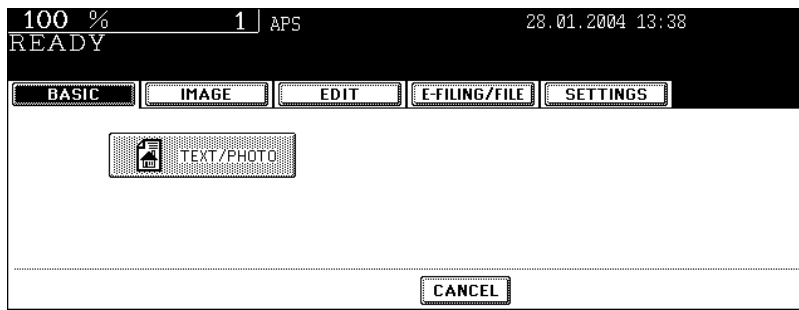 100 % 1 APS 28.01.2004 13:38
READY
BASIC IMAGE EDIT E-FILING/FILE SETTINGS
TEXT/PHOTO
CANCEL